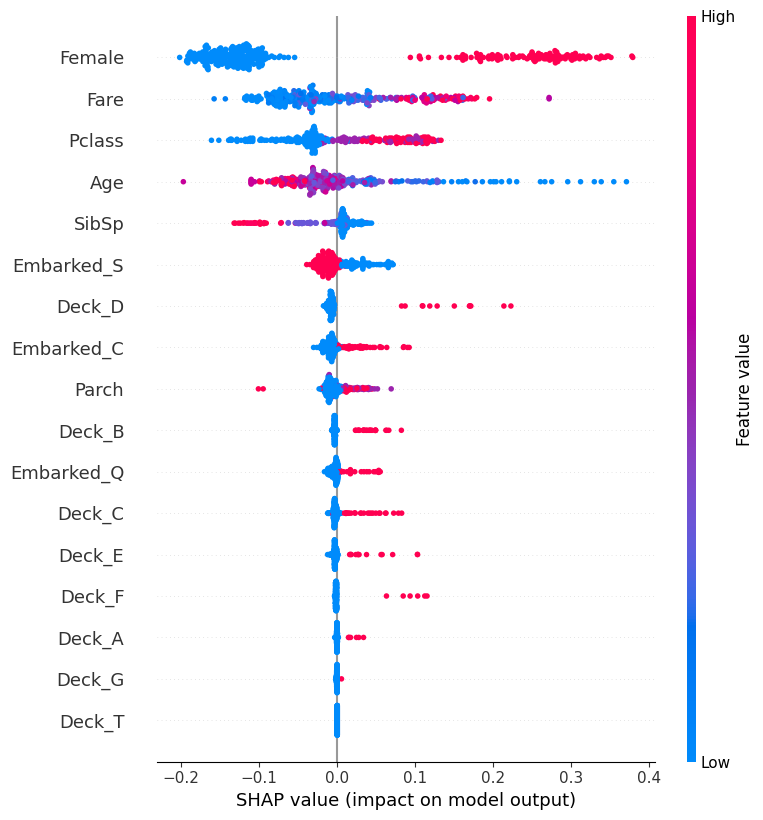 High
Female
Fare
Pclass
Age
SibSp
Embarked_S
Deck_D
Embarked_C
Parch
Deck_B
Embarked_Q
Deck_C
Deck_E
Deck_F
Deck_A
Deck_G
Deck_T
Feature value
Low
−0.2 −0.1 0.0 0.1 0.2 0.3 0.4
SHAP value (impact on model output)